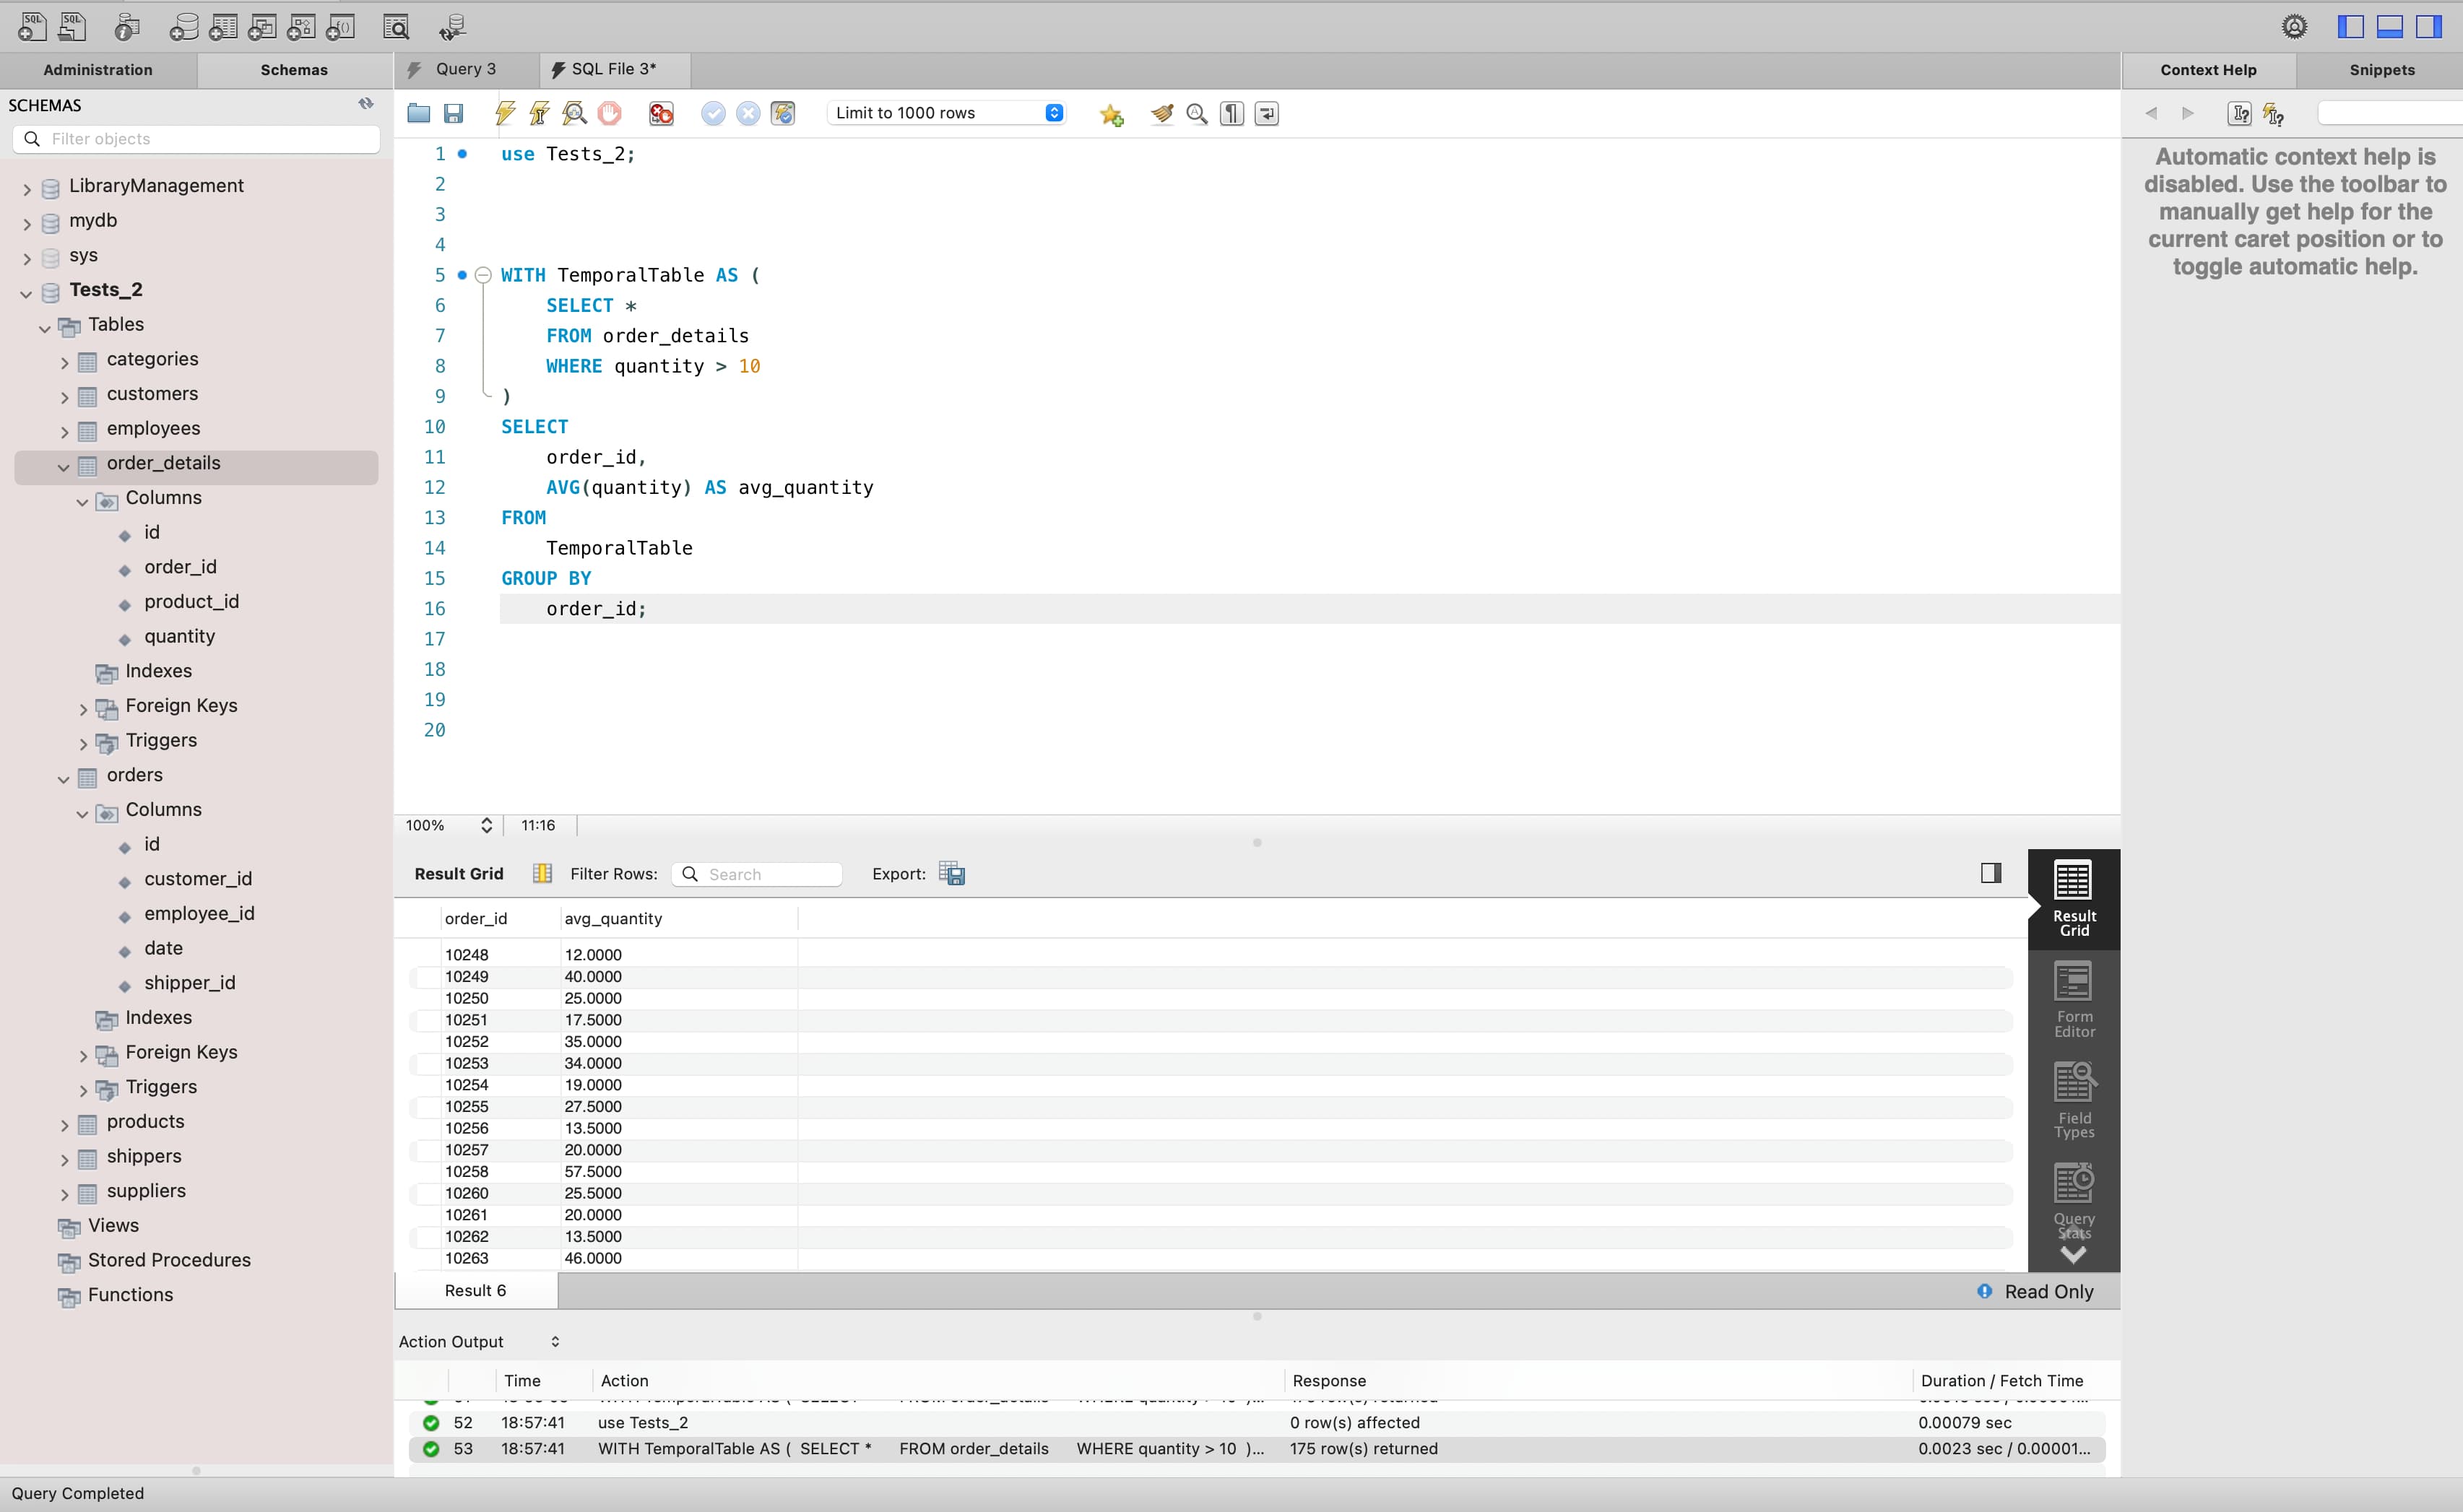 Administration
Schemas
Query 3
SQL File 3*
Context Help
Snippets
SCHEMAS
Filter objects
LibraryManagement
mydb
sys
Tests_2
Tables
categories
customers
employees
order_details
Columns
id
order_id
product_id
quantity
Indexes
Foreign Keys
Triggers
orders
Columns
id
customer_id
employee_id
date
shipper_id
Indexes
Foreign Keys
Triggers
products
shippers
suppliers
Views
Stored Procedures
Functions
Limit to 1000 rows
1 use Tests_2;
2
3
4
5 WITH TemporalTable AS (
6 SELECT *
7 FROM order_details
8 WHERE quantity > 10
9 )
10 SELECT
11 order_id,
12 AVG(quantity) AS avg_quantity
13 FROM
14 TemporalTable
15 GROUP BY
16 order_id;
17
18
19
20
100%
11:16
Result Grid
Filter Rows:
Search
Export:
order_id avg_quantity
10248 12.0000
10249 40.0000
10250 25.0000
10251 17.5000
10252 35.0000
10253 34.0000
10254 19.0000
10255 27.5000
10256 13.5000
10257 20.0000
10258 57.5000
10260 25.5000
10261 20.0000
10262 13.5000
10263 46.0000
Result
Grid
Form
Editor
Field
Types
Query
Stats
Result 6
Read Only
Action Output
Time Action Response Duration / Fetch Time
52 18:57:41 use Tests_2 0 row(s) affected 0.00079 sec
53 18:57:41 WITH TemporalTable AS ( SELECT * FROM order_details WHERE quantity > 10 )... 175 row(s) returned 0.0023 sec / 0.00001...
Automatic context help is
disabled. Use the toolbar to
manually get help for the
current caret position or to
toggle automatic help.
Query Completed